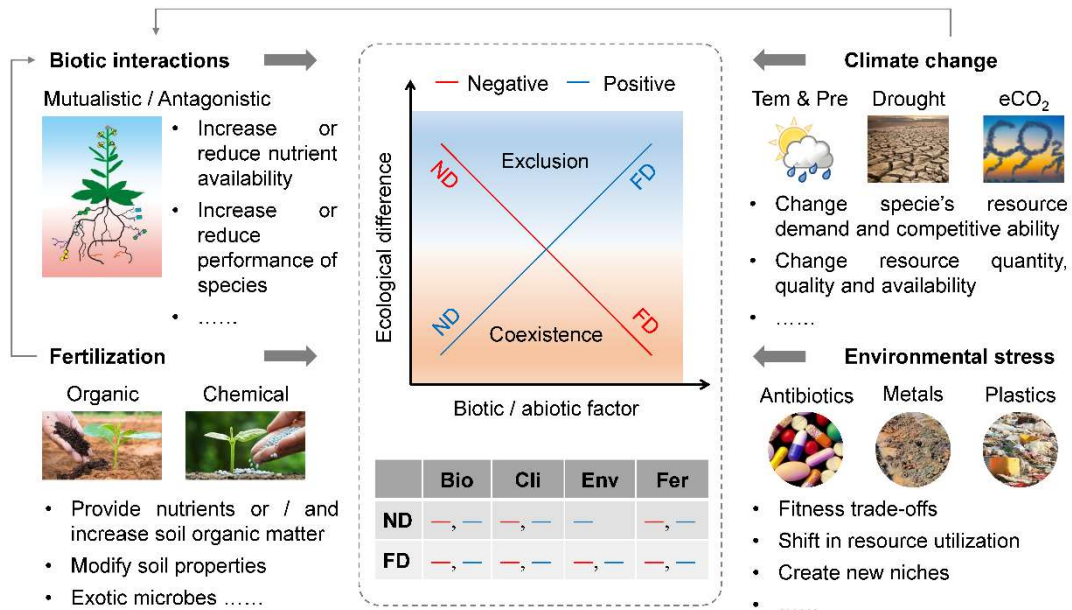 Biotic interactions
Mutualistic / Antagonistic
• Increase or
reduce nutrient
availability
• Increase or
reduce
performance of
species
• ……
Fertilization
Organic
Chemical
• Provide nutrients or / and
increase soil organic matter
• Modify soil properties
• Exotic microbes ……
Negative
Positive
Ecological difference
ND
Exclusion
FD
ND
Coexistence
FD
Biotic / abiotic factor
Bio Cli Env Fer
ND —, — —, — — —, —
FD —, — —, — —, — —, —
Climate change
Tem & Pre
Drought
eCO₂
CO₂
• Change specie's resource
demand and competitive ability
• Change resource quantity,
quality and availability
• ……
Environmental stress
Antibiotics
Metals
Plastics
• Fitness trade-offs
• Shift in resource utilization
• Create new niches
• ……